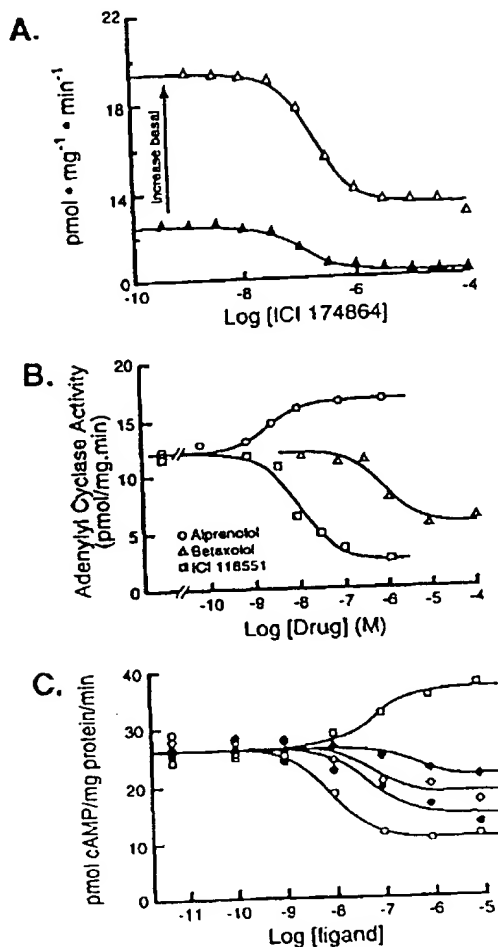 A.
22
18
14
0
pmol • mg⁻¹ • min⁻¹
Increase basal
-10
-8
-6
-4
Log [ICI 174864]
B.
20
15
10
5
0
Adenylyl Cyclase Activity
(pmol/mg.min)
Alprenolol
Betaxolol
ICI 118551
-10
-9
-8
-7
-6
-5
-4
Log [Drug] (M)
C.
40
30
20
10
0
pmol cAMP/mg protein/min
-11
-10
-9
-8
-7
-6
-5
Log [ligand]